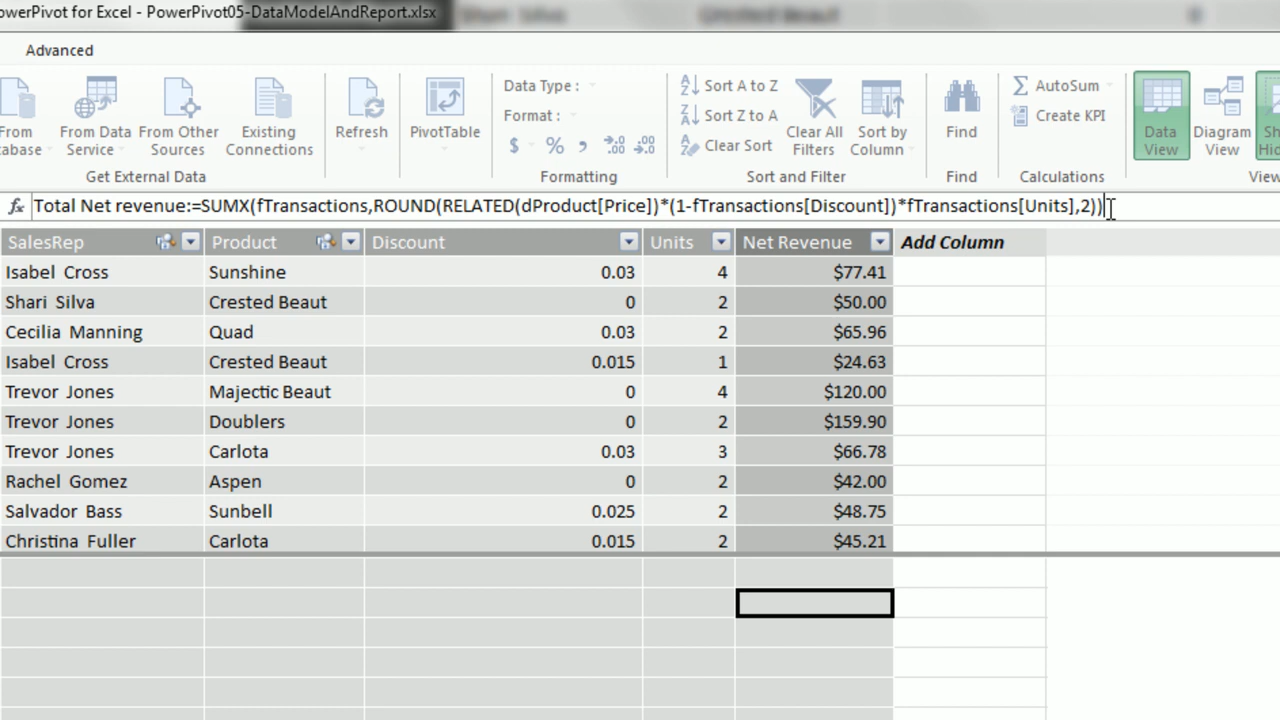 owerPivot for Excel - PowerPivot05-DataModelAndReport.xlsx
Advanced
From Data Service
From Other Sources
Existing Connections
Refresh
PivotTable
Data Type :
Format :
$ % , .00 .00
Sort A to Z
Sort Z to A
Clear Sort
Clear All Filters
Sort by Column
Find
AutoSum
Create KPI
Data View
Diagram View
From
tabase
Sh
Hid
Get External Data
Formatting
Sort and Filter
Find
Calculations
View
fx Total Net revenue:=SUMX(fTransactions,ROUND(RELATED(dProduct[Price])*(1-fTransactions[Discount])*fTransactions[Units],2))
SalesRep Product Discount Units Net Revenue Add Column
Isabel Cross Sunshine 0.03 4 $77.41
Shari Silva Crested Beaut 0 2 $50.00
Cecilia Manning Quad 0.03 2 $65.96
Isabel Cross Crested Beaut 0.015 1 $24.63
Trevor Jones Majectic Beaut 0 4 $120.00
Trevor Jones Doublers 0 2 $159.90
Trevor Jones Carlota 0.03 3 $66.78
Rachel Gomez Aspen 0 2 $42.00
Salvador Bass Sunbell 0.025 2 $48.75
Christina Fuller Carlota 0.015 2 $45.21